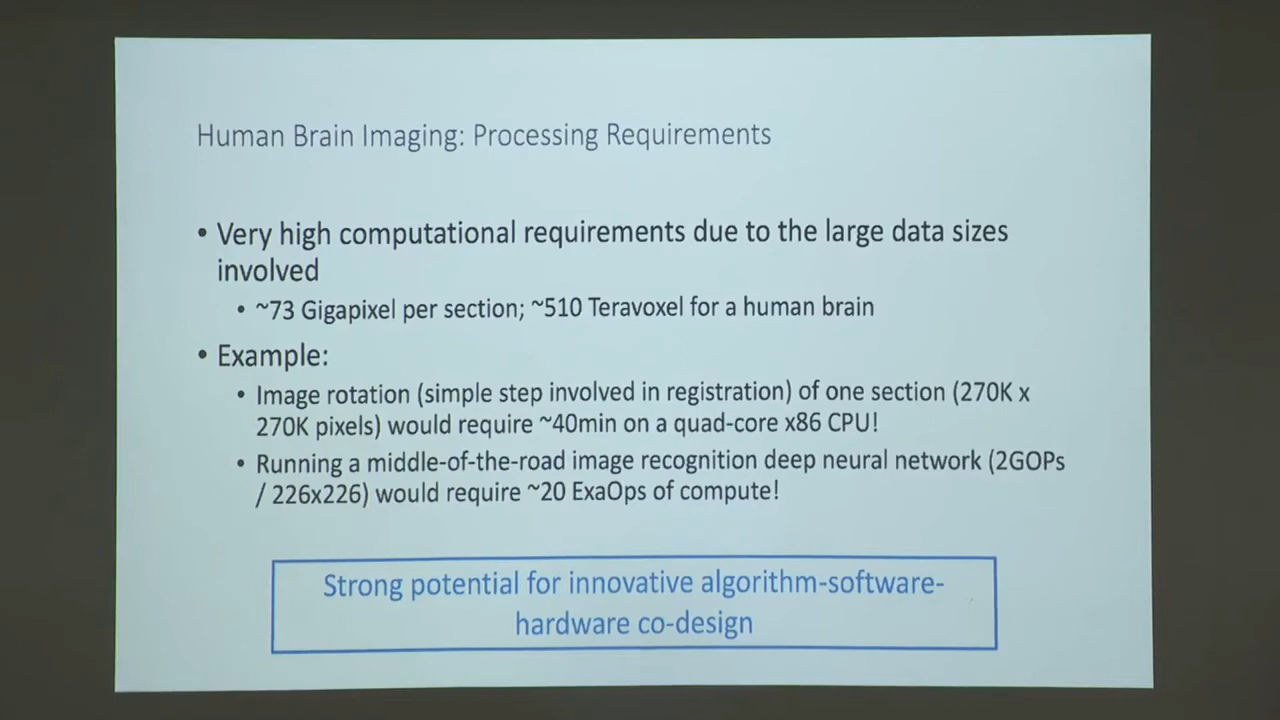 Human Brain Imaging: Processing Requirements
• Very high computational requirements due to the large data sizes
involved
• ~73 Gigapixel per section; ~510 Teravoxel for a human brain
• Example:
• Image rotation (simple step involved in registration) of one section (270K x
270K pixels) would require ~40min on a quad-core x86 CPU!
• Running a middle-of-the-road image recognition deep neural network (2GOPs
/ 226x226) would require ~20 ExaOps of compute!
Strong potential for innovative algorithm-software-
hardware co-design